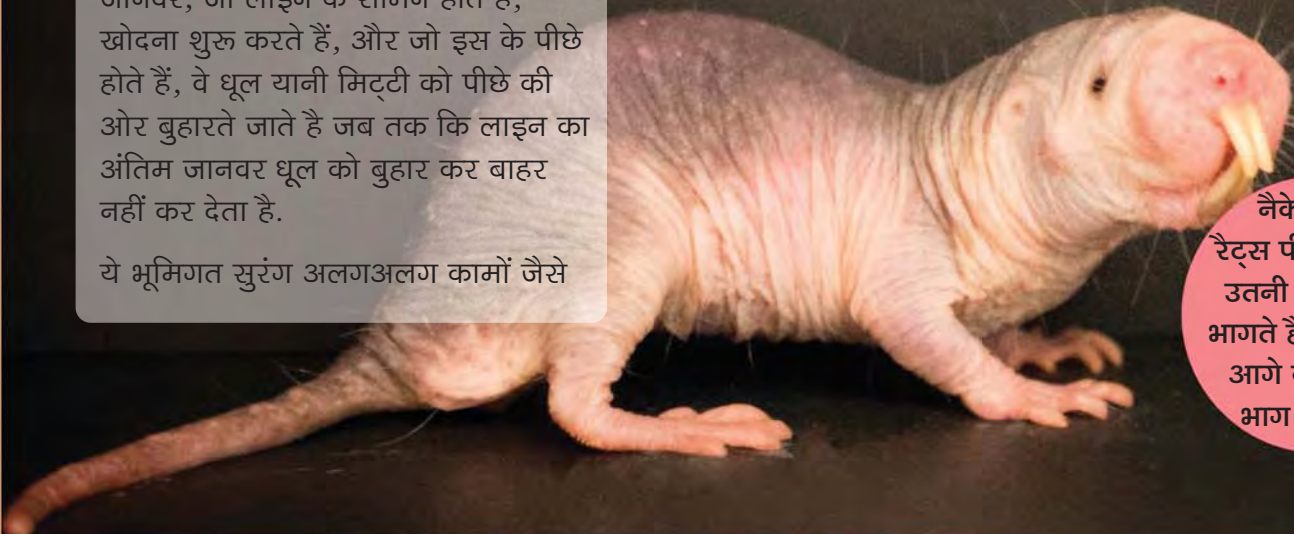 खोदना शुरू करते हैं, और जो इस के पीछे
होते हैं, वे धूल यानी मिट्टी को पीछे की
ओर बुहारते जाते है जब तक कि लाइन का
अंतिम जानवर धूल को बुहार कर बाहर
नहीं कर देता है.
ये भूमिगत सुरंग अलगअलग कामों जैसे
रैट्स
उतनी
भागते
आगे
भाग